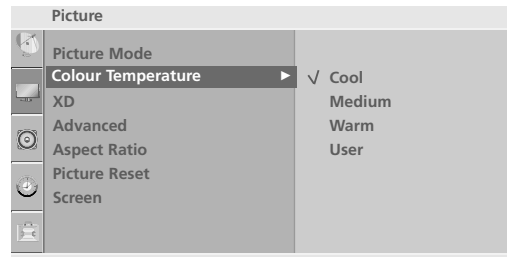 Picture
Picture Mode
Colour Temperature ► √ Cool
XD Medium
Advanced Warm
Aspect Ratio User
Picture Reset
Screen